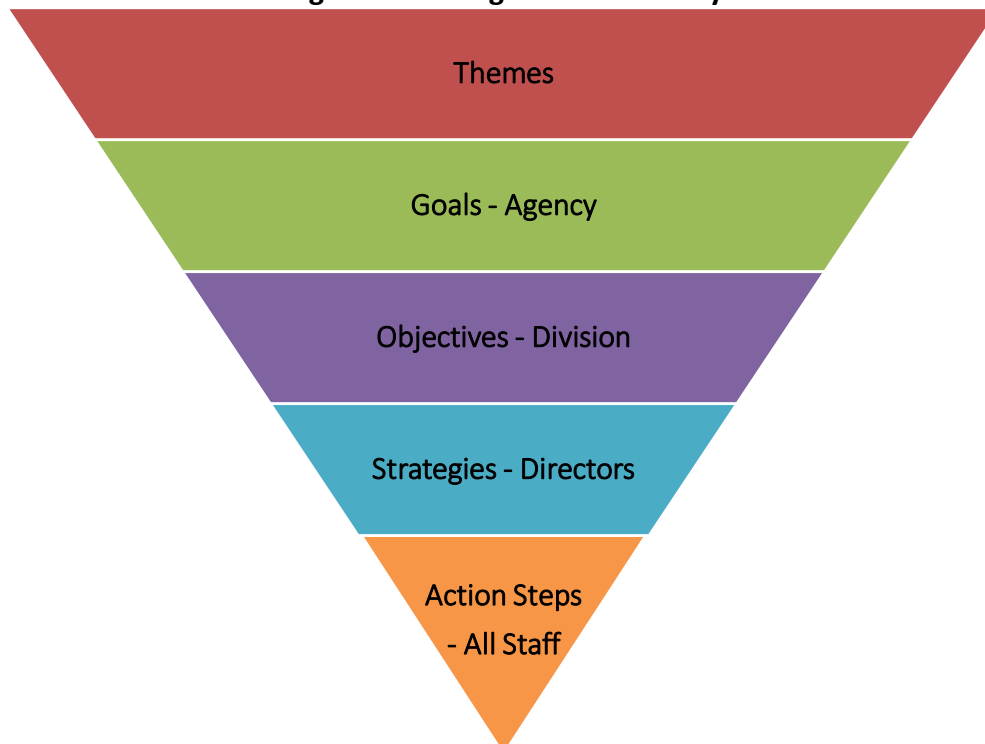 Themes
Goals - Agency
Objectives - Division
Strategies - Directors
Action Steps
- All Staff